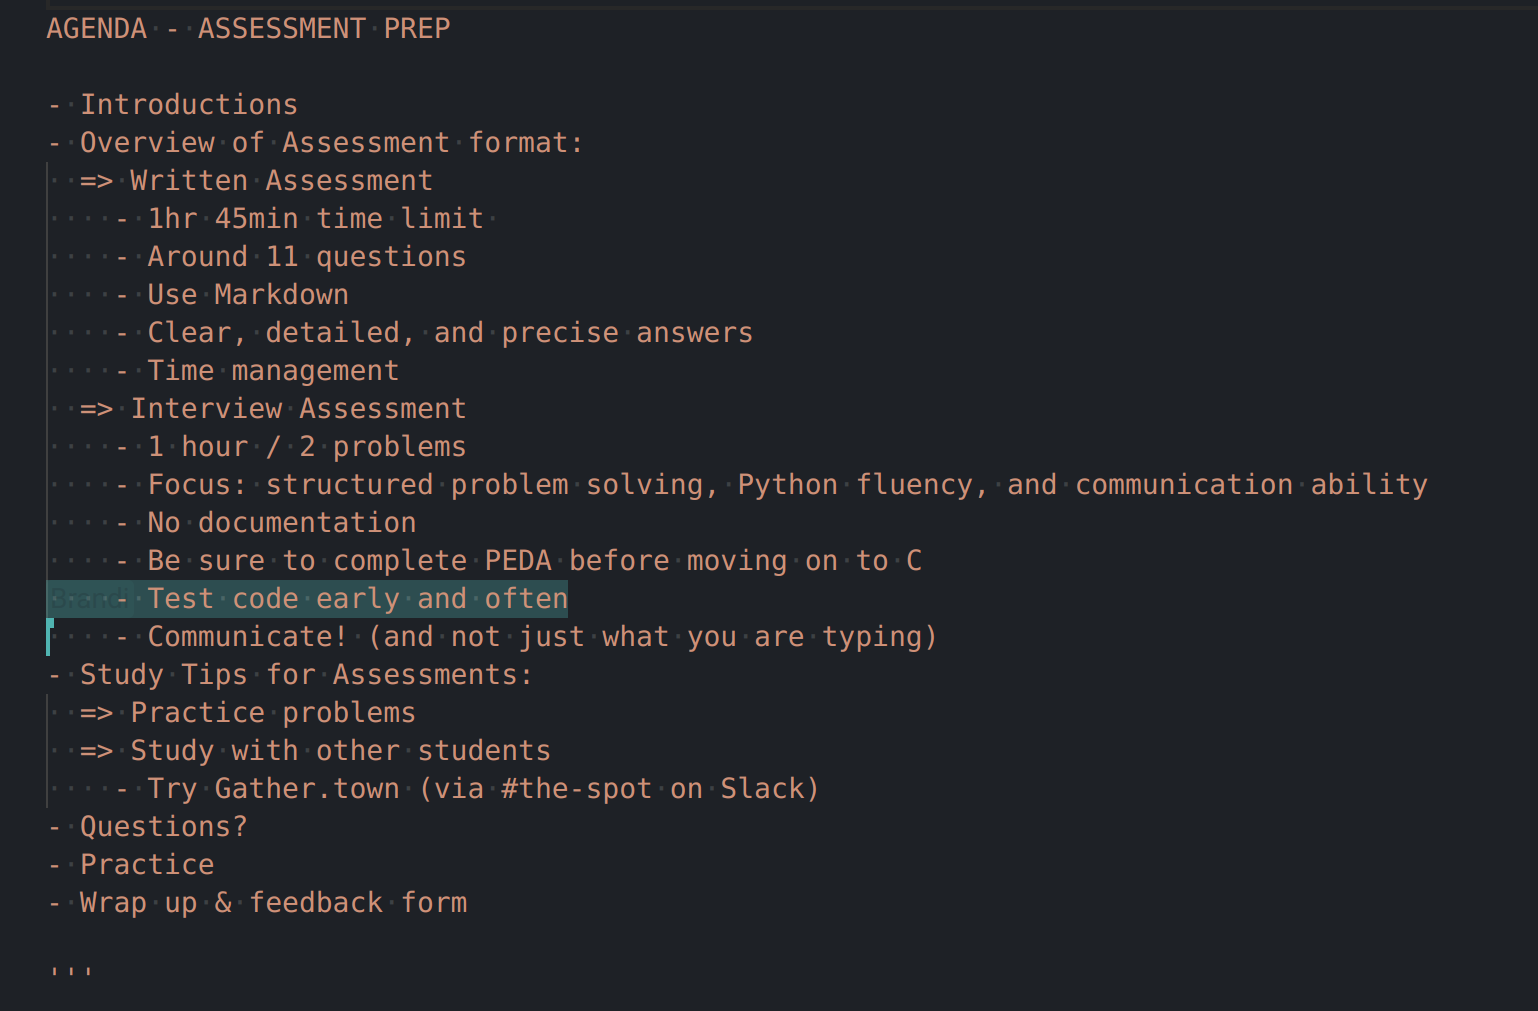 AGENDA - ASSESSMENT PREP
- Introductions
- Overview of Assessment format:
  => Written Assessment
    - 1hr 45min time limit
    - Around 11 questions
    - Use Markdown
    - Clear, detailed, and precise answers
    - Time management
  => Interview Assessment
    - 1 hour / 2 problems
    - Focus: structured problem solving, Python fluency, and communication ability
    - No documentation
    - Be sure to complete PEDA before moving on to C
    - Test code early and often
    - Communicate! (and not just what you are typing)
- Study Tips for Assessments:
  => Practice problems
  => Study with other students
    - Try Gather.town (via #the-spot on Slack)
- Questions?
- Practice
- Wrap up & feedback form
'''